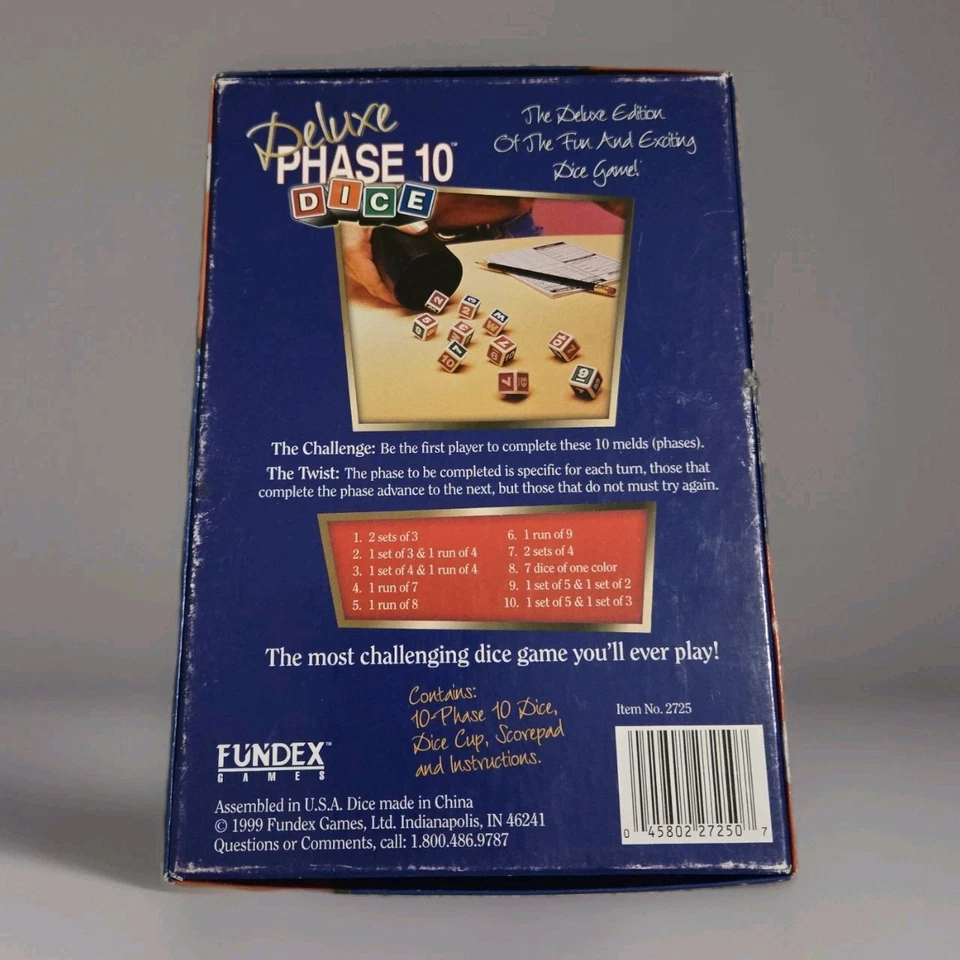 Deluxe
PHASE 10™
DICE
The Deluxe Edition
Of The Fun And Exciting
Dice Game!
The Challenge: Be the first player to complete these 10 melds (phases).
The Twist: The phase to be completed is specific for each turn, those that
complete the phase advance to the next, but those that do not must try again.
1. 2 sets of 3
2. 1 set of 3 & 1 run of 4
3. 1 set of 4 & 1 run of 4
4. 1 run of 7
5. 1 run of 8
6. 1 run of 9
7. 2 sets of 4
8. 7 dice of one color
9. 1 set of 5 & 1 set of 2
10. 1 set of 5 & 1 set of 3
The most challenging dice game you'll ever play!
Contains:
10-Phase 10 Dice,
Dice Cup, Scorepad
and Instructions.
Item No. 2725
FUNDEX™
GAMES
Assembled in U.S.A. Dice made in China
© 1999 Fundex Games, Ltd. Indianapolis, IN 46241
Questions or Comments, call: 1.800.486.9787
0 45802 27250 7